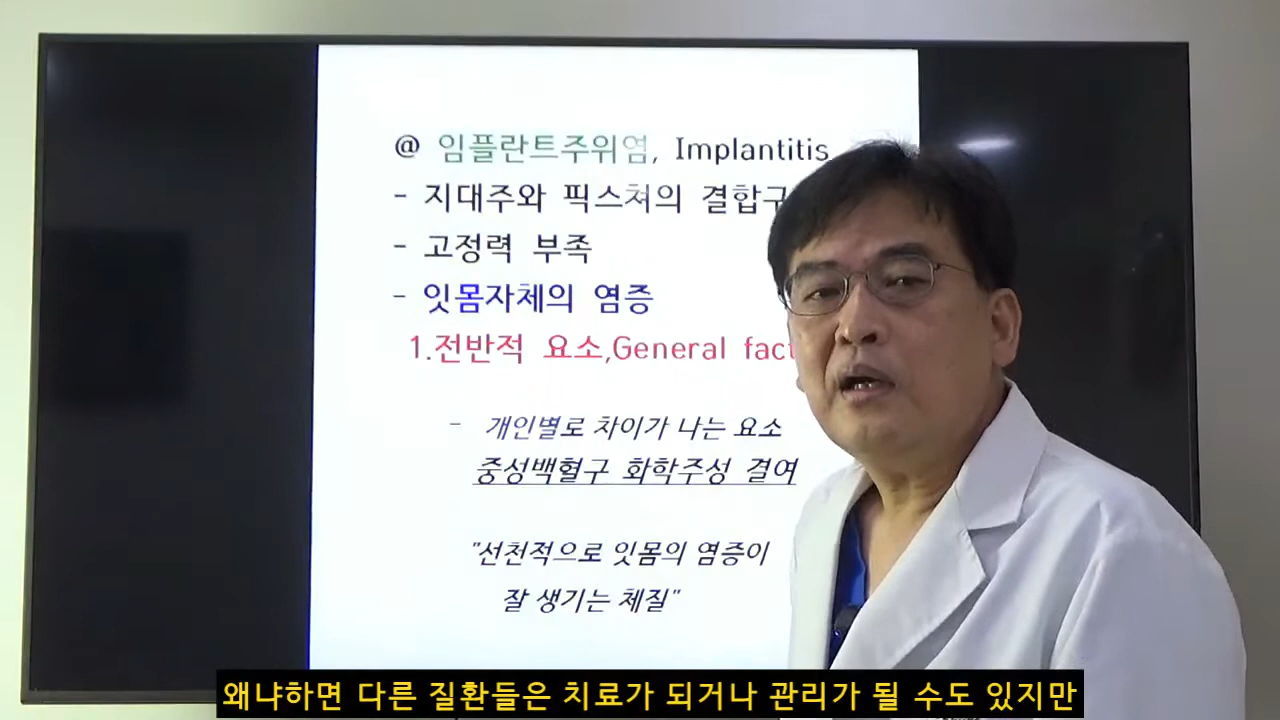 @ 임플란트주위염, Implantitis
- 지대주와 픽스쳐의 결합구
- 고정력 부족
- 잇몸자체의 염증
1.전반적 요소,General fact
- 개인별로 차이가 나는 요소
중성백혈구 화학주성 결여
"선천적으로 잇몸의 염증이
잘 생기는 체질"
왜냐하면 다른 질환들은 치료가 되거나 관리가 될 수도 있지만